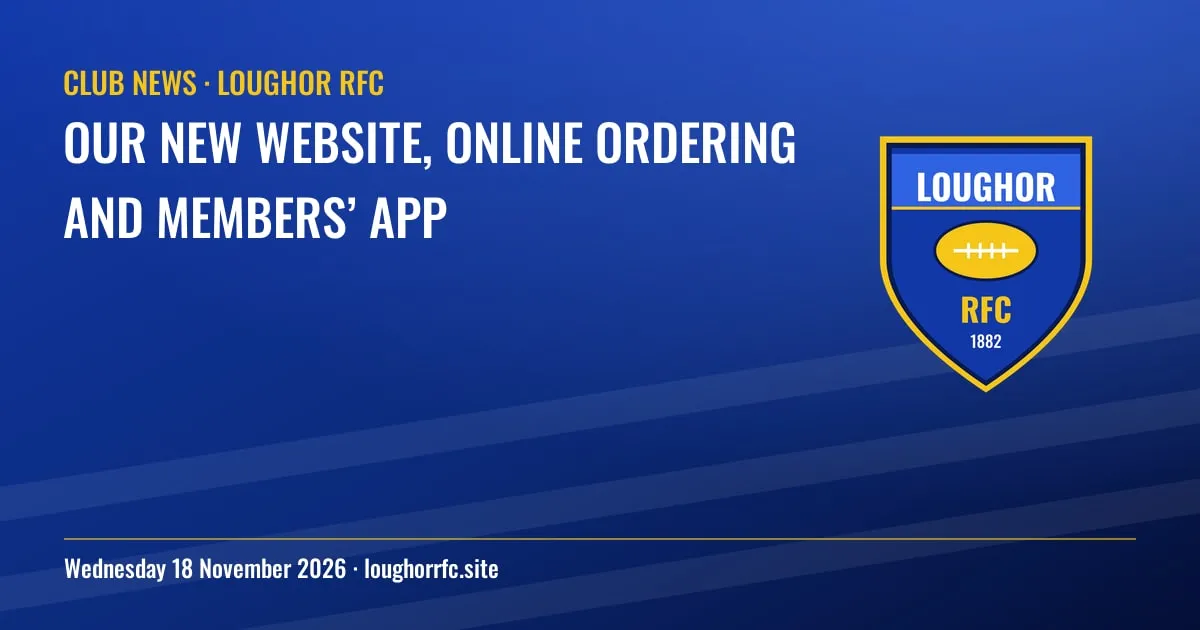 CLUB NEWS · LOUGHOR RFC
OUR NEW WEBSITE, ONLINE ORDERING
AND MEMBERS’ APP
LOUGHOR
RFC
1882
Wednesday 18 November 2026 · loughorrfc.site